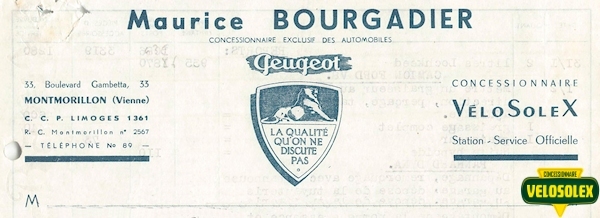 Maurice BOURGADIER
CONCESSIONNAIRE EXCLUSIF DES AUTOMOBILES
Peugeot
LA QUALITÉ
QU'ON NE
DISCUTE
PAS
33. Boulevard Gambetta, 33
MONTMORILLON (Vienne)
C. C. P. LIMOGES 1361
R. C. Montmorillon n° 2567
TÉLÉPHONE No 89
CONCESSIONNAIRE
VÉLOSOLEX
Station - Service Officielle
M
CONCESSIONNAIRE
VELOSOLEX